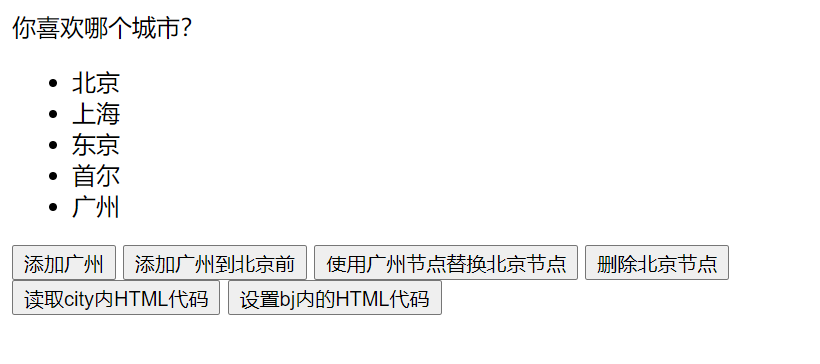 你喜欢哪个城市?
北京
上海
东京
首尔
广州
添加广州 添加广州到北京前 使用广州节点替换北京节点 删除北京节点
读取city内HTML代码 设置bj内的HTML代码